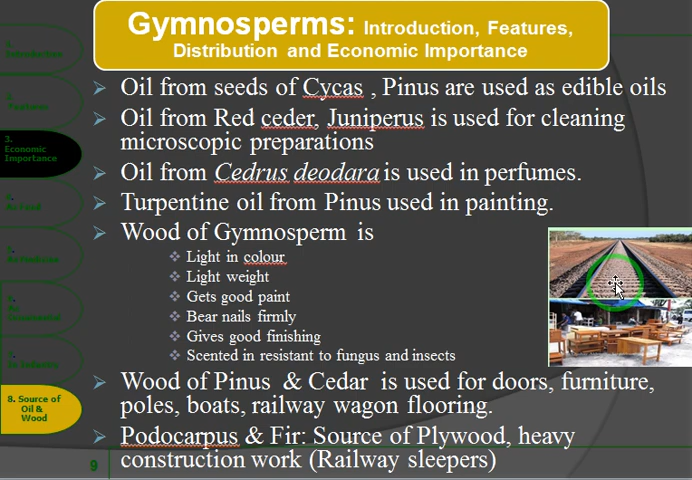 Gymnosperms: Introduction, Features,
Distribution and Economic Importance
1.
Introduction
3.
Economic
Importance
8. Source of
Oil &
Wood
Oil from seeds of Cycas , Pinus are used as edible oils
Oil from Red ceder, Juniperus is used for cleaning
microscopic preparations
Oil from Cedrus deodara is used in perfumes.
Turpentine oil from Pinus used in painting.
Wood of Gymnosperm is
Light in colour
Light weight
Gets good paint
Bear nails firmly
Gives good finishing
Scented in resistant to fungus and insects
Wood of Pinus & Cedar is used for doors, furniture,
poles, boats, railway wagon flooring.
Podocarpus & Fir: Source of Plywood, heavy
construction work (Railway sleepers)
9